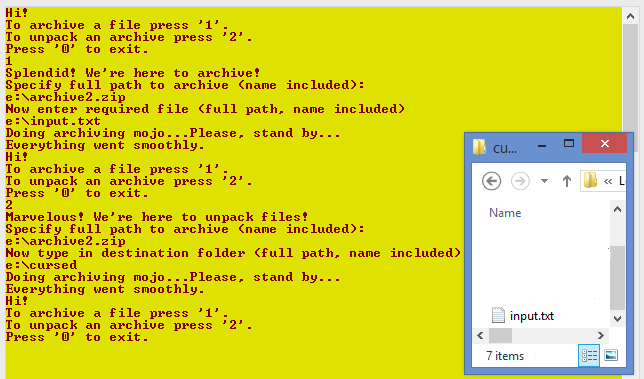 Hi!
To archive a file press '1'.
To unpack an archive press '2'.
Press '0' to exit.
1
Splendid! We're here to archive!
Specify full path to archive (name included):
e:\archive2.zip
Now enter required file (full path, name included)
e:\input.txt
Doing archiving mojo...Please, stand by...
Everything went smoothly.
Hi!
To archive a file press '1'.
To unpack an archive press '2'.
Press '0' to exit.
2
Marvelous! We're here to unpack files!
Specify full path to archive (name included):
e:\archive2.zip
Now type in destination folder (full path, name included)
e:\cursed
Doing archiving mojo...Please, stand by...
Everything went smoothly.
Hi!
To archive a file press '1'.
To unpack an archive press '2'.
Press '0' to exit.
cu...
« Lo
Name
input.txt
7 items